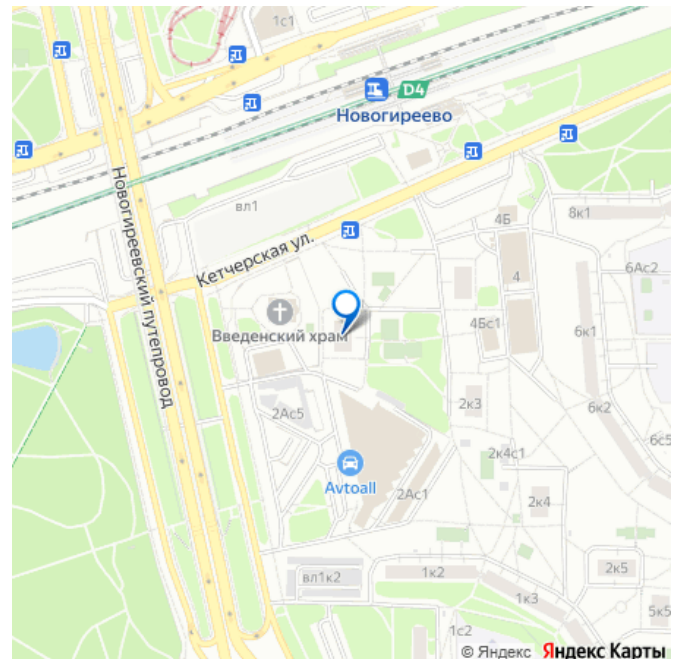 1с1
D4
Новогиреево
вл1
Новогиреевский путепровод
Кетчерская ул.
4Б
8к1
4
6Ас2
4Бс1
6к1
Введенский храм
2Ас5
2к3
6к2
6с5
2к4с1
Avtoall
2Ас1
2к4
вл1к2
1к2
2к5
1к3
5к5
1с2
© Яндекс Яндекс Карты